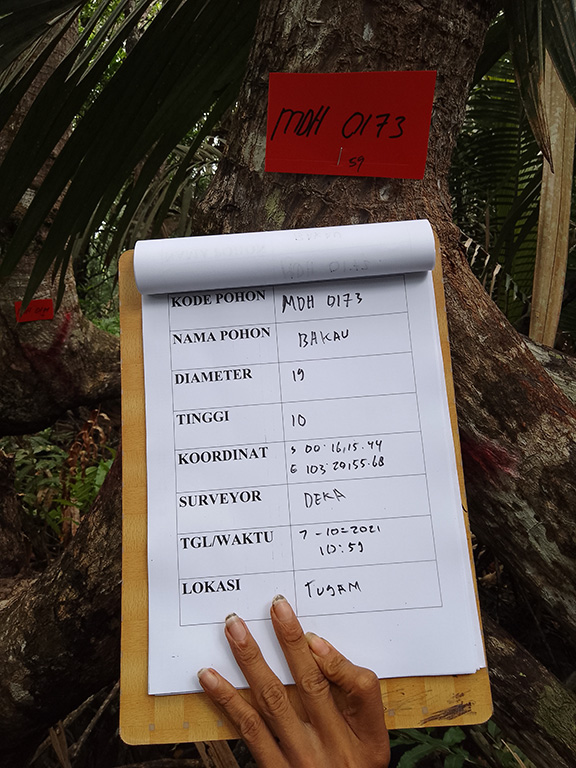 MDH 0173
59
KODE POHON MDH 0173
NAMA POHON BAKAU
DIAMETER 19
TINGGI 10
KOORDINAT S 00°16,15.44
E 103°29,55.68
SURVEYOR DEKA
TGL/WAKTU 7-10-2021
10:59
LOKASI TUGAM